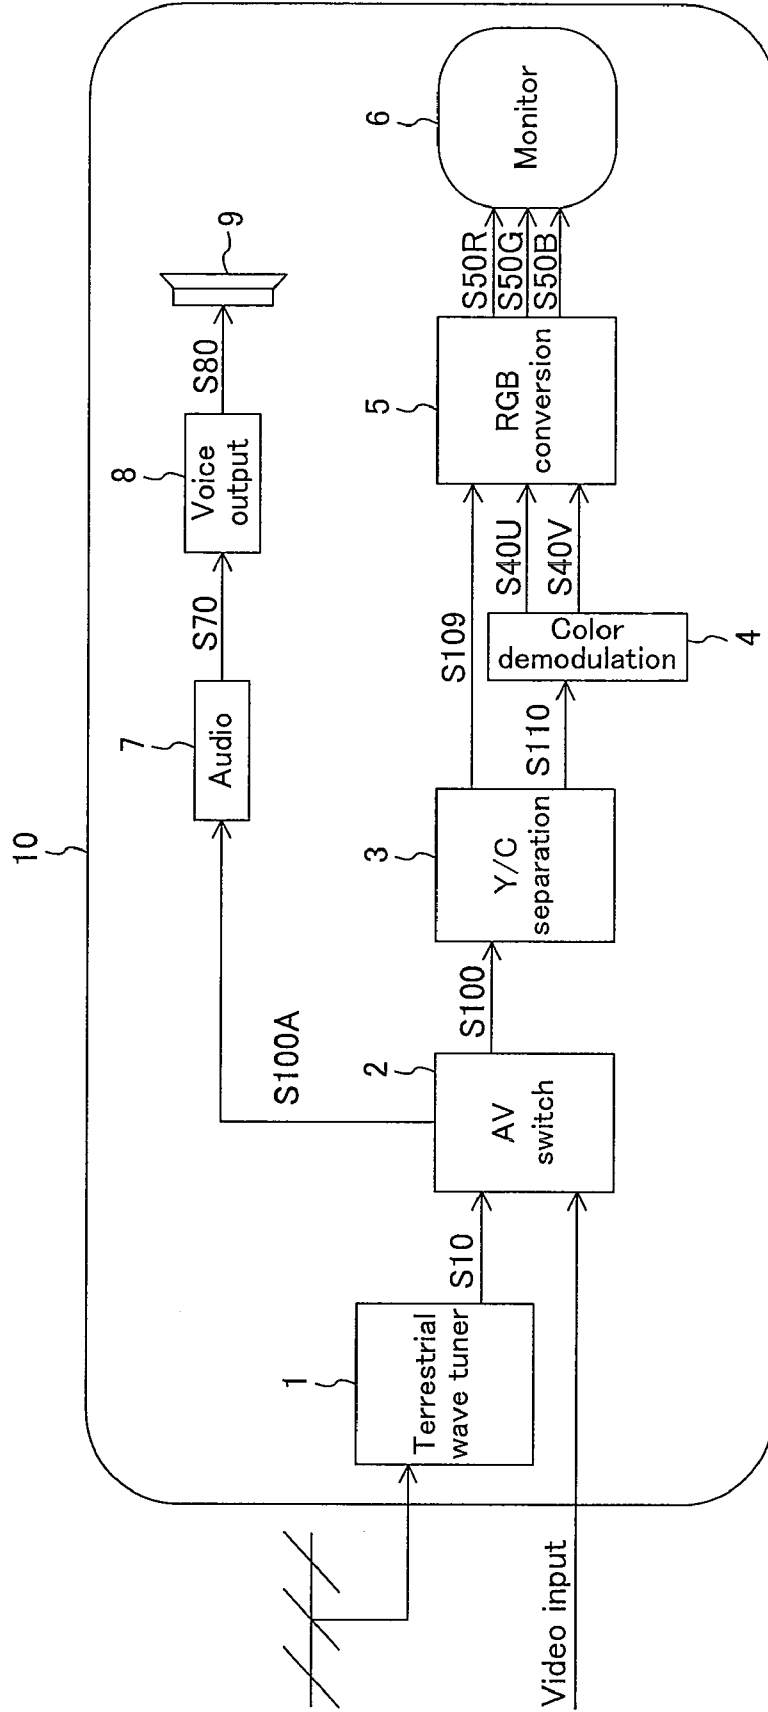 10
S100A
7
Audio
S70
8
Voice
output
S80
9
1
Terrestrial
wave tuner
S10
Video input
2
AV
switch
S100
3
Y/C
separation
S109
S110
Color
demodulation
4
S40U
S40V
5
RGB
conversion
S50R
S50G
S50B
6
Monitor